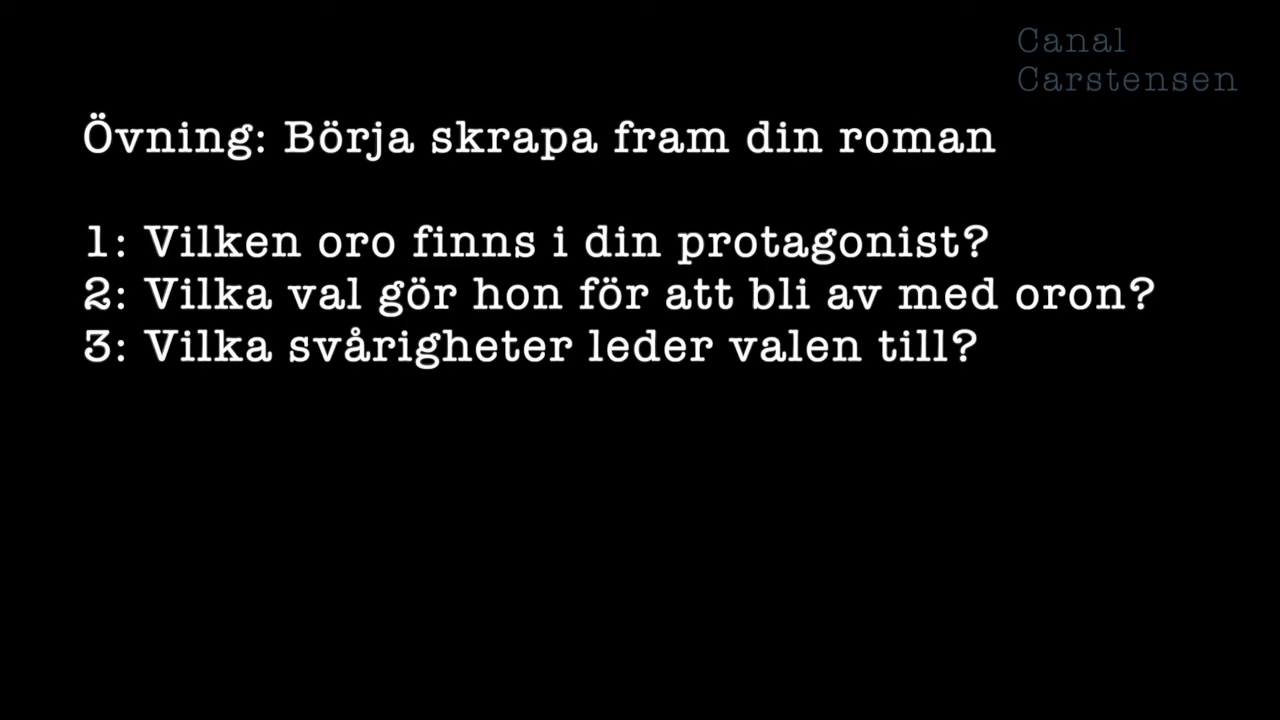 Canal
Carstensen
Övning: Börja skrapa fram din roman
1: Vilken oro finns i din protagonist?
2: Vilka val gör hon för att bli av med oron?
3: Vilka svårigheter leder valen till?